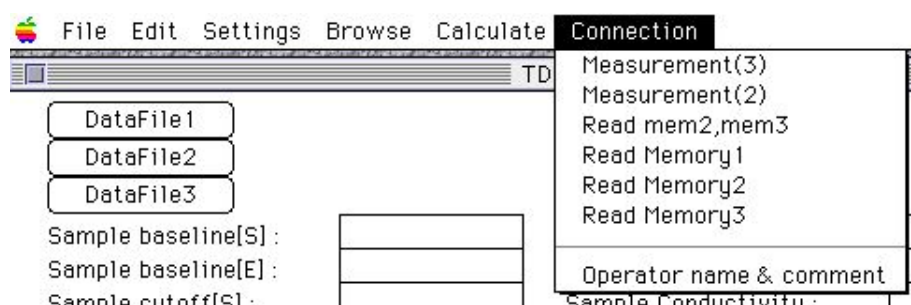 File Edit Settings Browse Calculate Connection
TD
Measurement(3)
Measurement(2)
Read mem2,mem3
Read Memory1
Read Memory2
Read Memory3
Operator name & comment
DataFile1
DataFile2
DataFile3
Sample baseline[S] :
Sample baseline[E] :
Sample cutoff[S] :
Sample Conductivity :